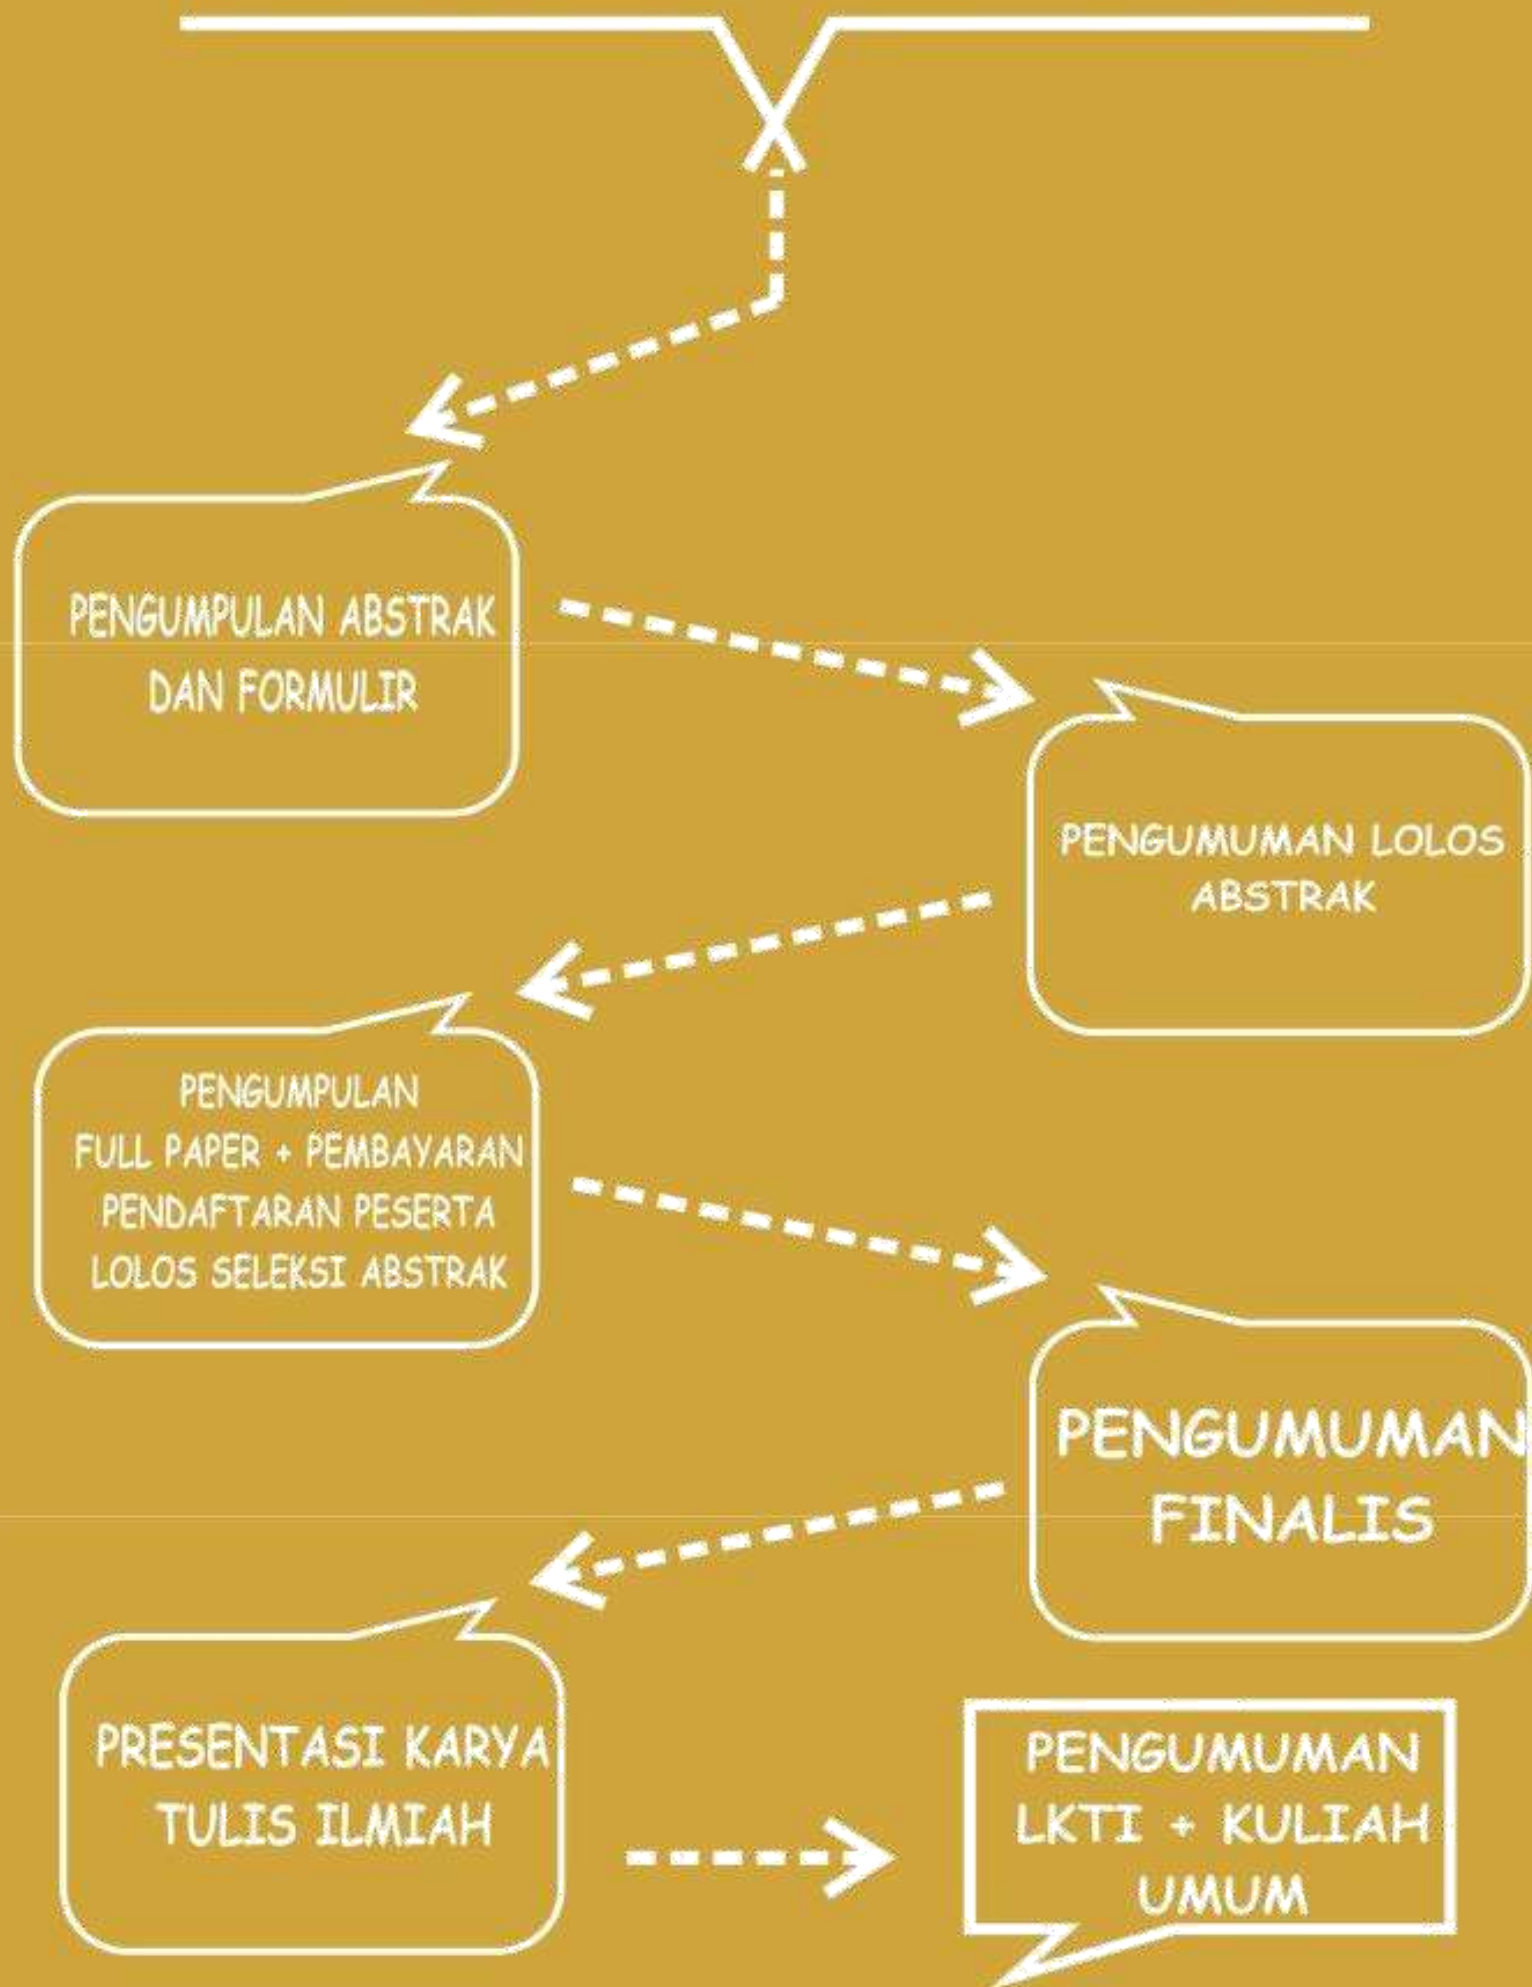 PENGUMPULAN ABSTRAK
DAN FORMULIR
PENGUMUMAN LOLOS
ABSTRAK
PENGUMPULAN
FULL PAPER + PEMBAYARAN
PENDAFTARAN PESERTA
LOLOS SELEKSI ABSTRAK
PENGUMUMAN
FINALIS
PRESENTASI KARYA
TULIS ILMIAH
PENGUMUMAN
LKTI + KULIAH
UMUM